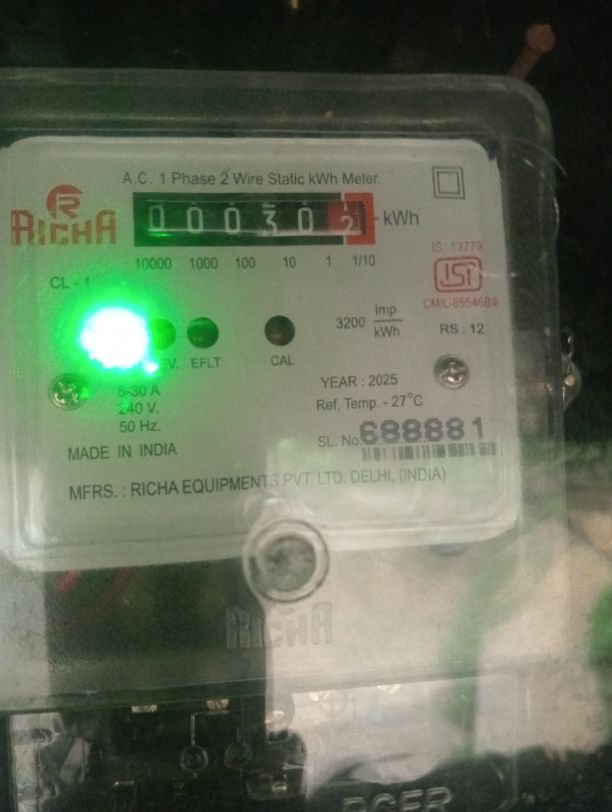 A.C. 1 Phase 2 Wire Static kWh Meter.
R
RICHA
0 0 0 3 0 2 kWh
10000 1000 100 10 1 1/10
IS: 13779
ISI
CM/L-8554688
CL - 1
EFLT CAL
3200 Imp/kWh
RS : 12
5-30 A
240 V.
50 Hz.
YEAR : 2025
Ref. Temp. - 27°C
SL. No. 688881
MADE IN INDIA
MFRS. : RICHA EQUIPMENTS PVT. LTD. DELHI, (INDIA)
RICHA